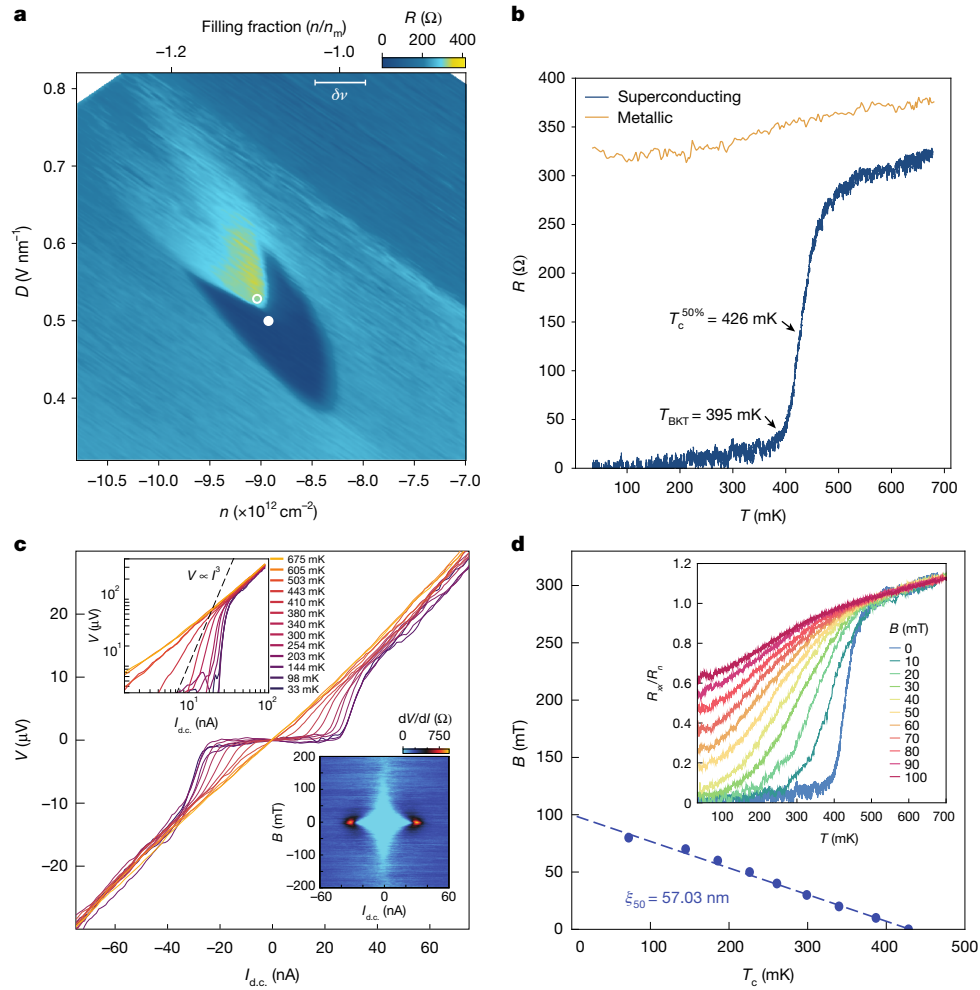 a
Filling fraction (n/nₘ)
R (Ω)
0 200 400
−1.2 −1.0
δν
0.8
0.7
0.6
0.5
0.4
D (V nm⁻¹)
−10.5 −10.0 −9.5 −9.0 −8.5 −8.0 −7.5 −7.0
n (×10¹² cm⁻²)
b
400
350
300
250
200
150
100
50
0
R (Ω)
Superconducting
Metallic
T_c^50% = 426 mK
T_BKT = 395 mK
100 200 300 400 500 600 700
T (mK)
c
20
10
0
−10
−20
V (μV)
V ∝ I³
10²
10¹
V (μV)
10¹ 10²
I_d.c. (nA)
675 mK
605 mK
503 mK
443 mK
410 mK
380 mK
340 mK
300 mK
254 mK
203 mK
144 mK
98 mK
33 mK
dV/dI (Ω)
0 750
200
100
0
−100
−200
B (mT)
−60 0 60
I_d.c. (nA)
−60 −40 −20 0 20 40 60
I_d.c. (nA)
d
300
250
200
150
100
50
0
B (mT)
1.2
1.0
0.8
0.6
0.4
0.2
0
R_xx/R_n
B (mT)
0
10
20
30
40
50
60
70
80
90
100
100 200 300 400 500 600 700
T (mK)
ξ₅₀ = 57.03 nm
0 100 200 300 400 500
T_c (mK)